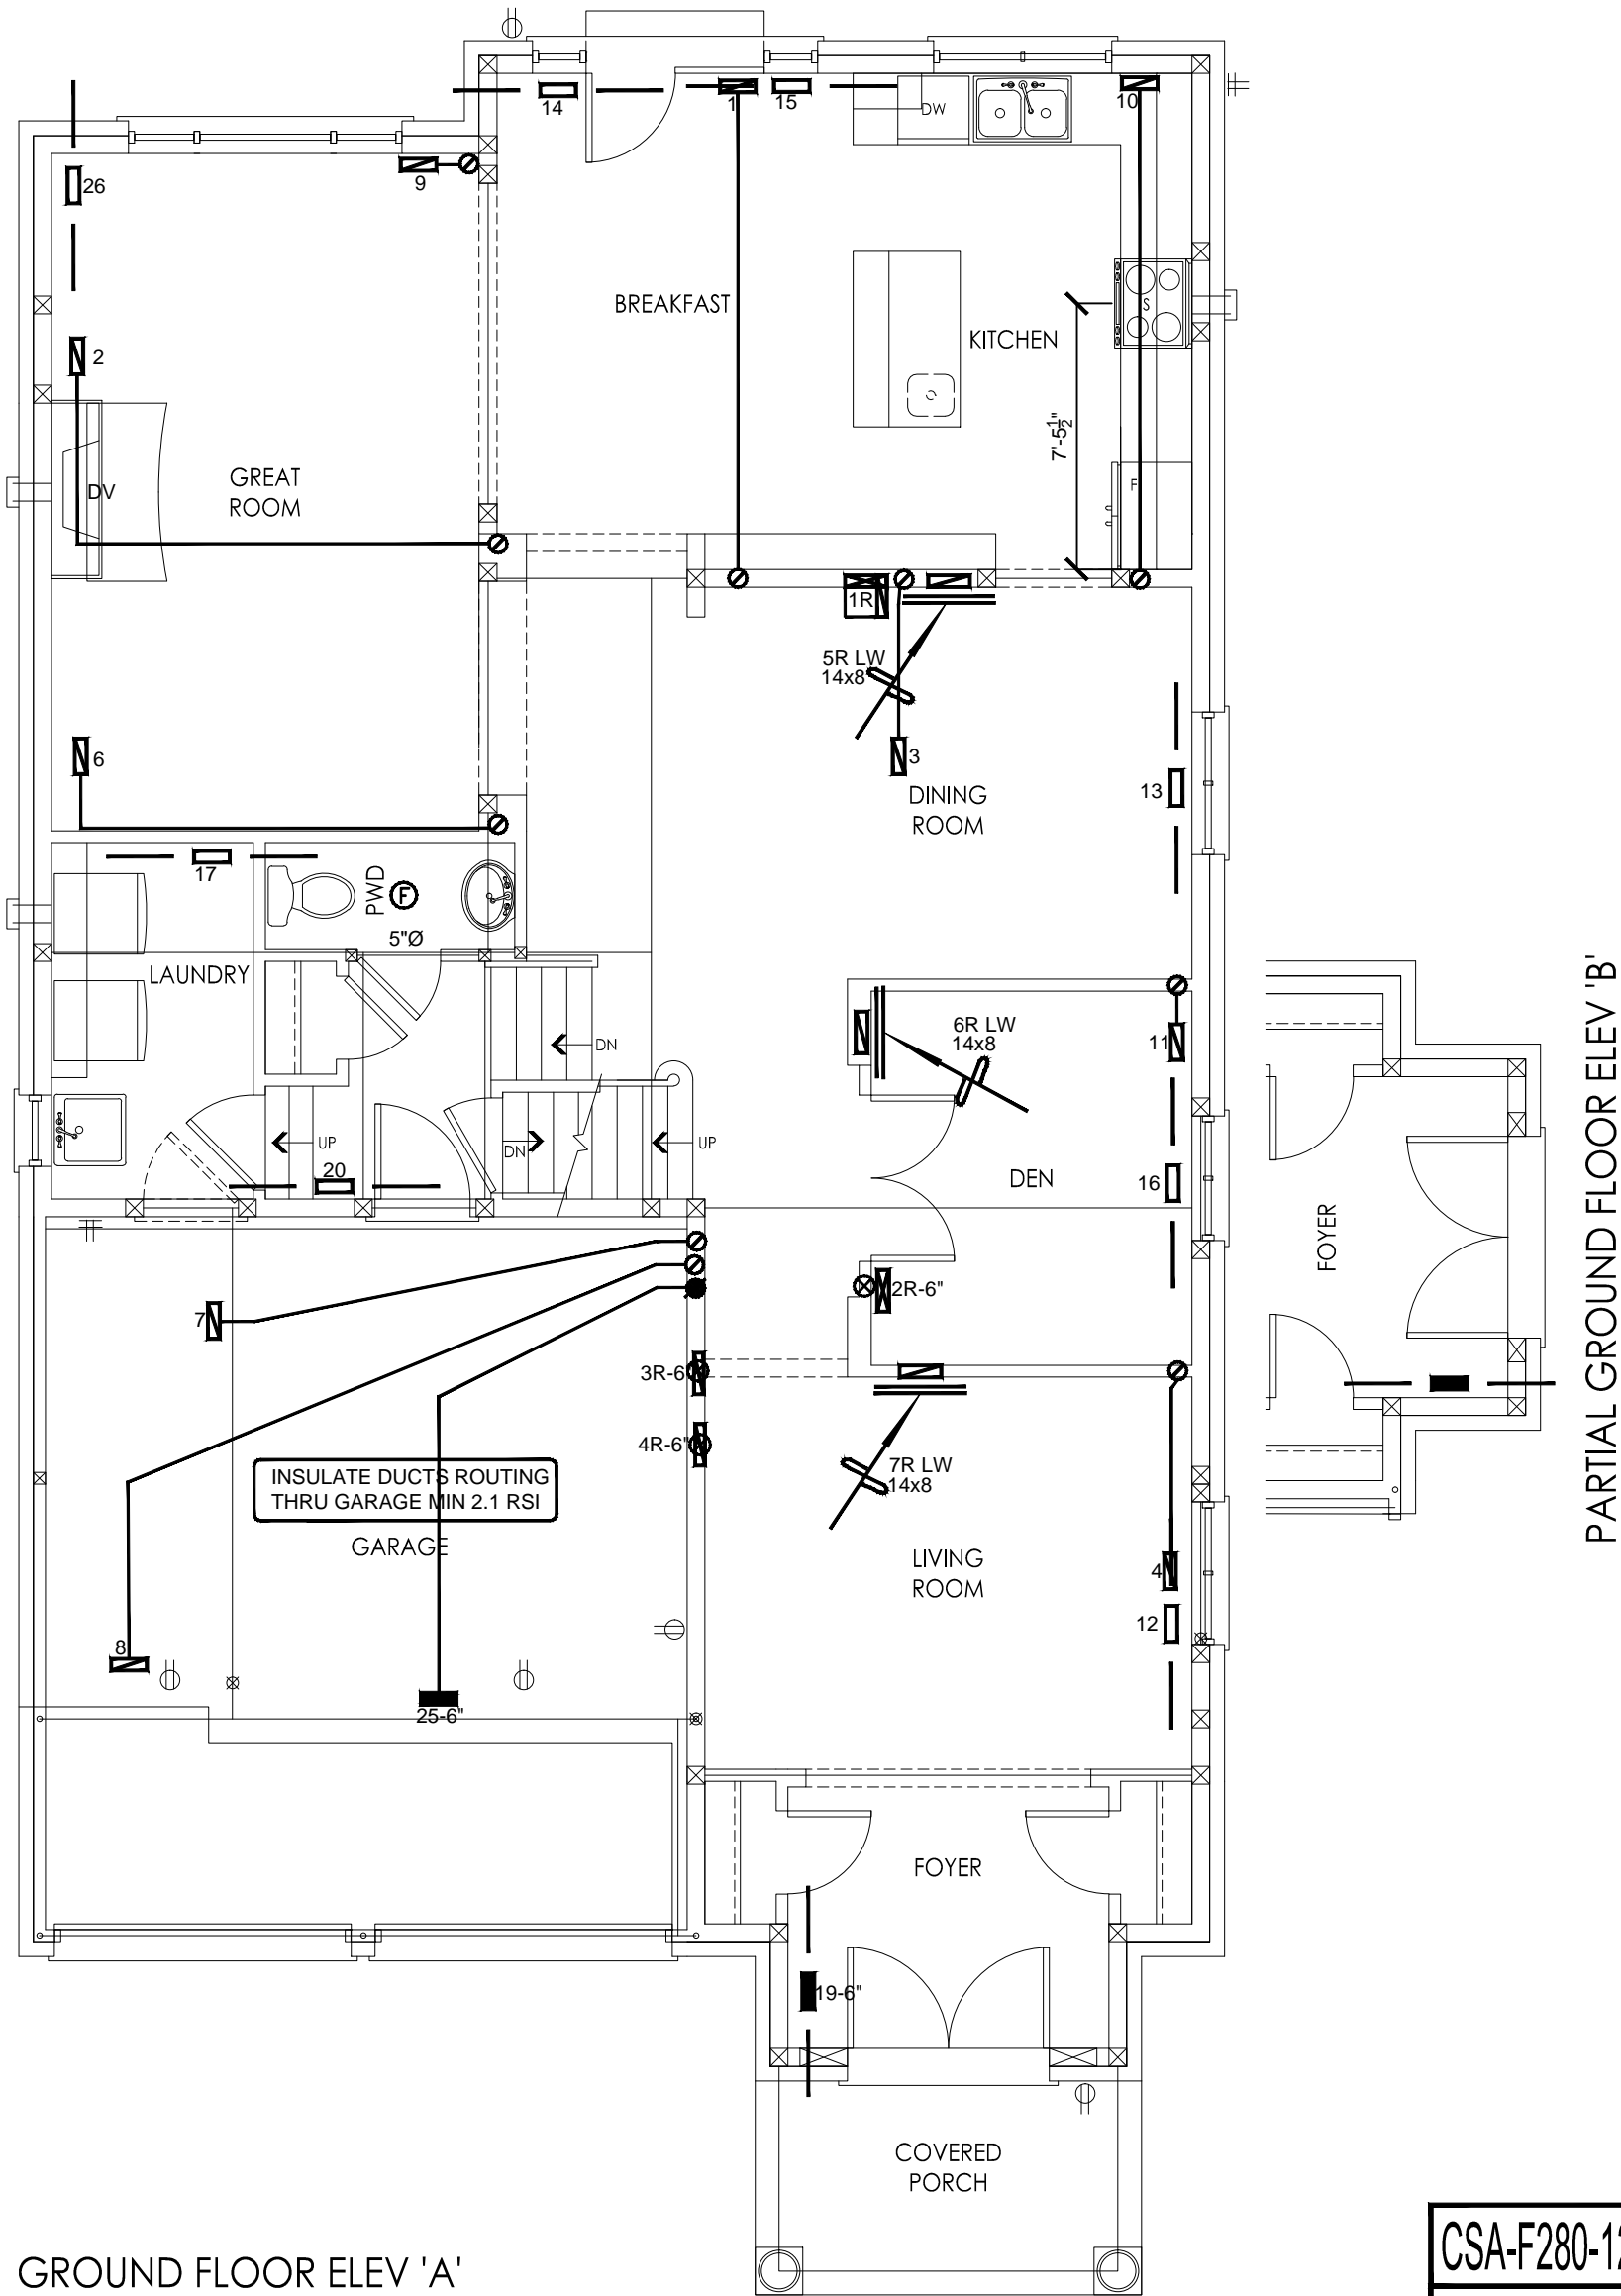 14
1
15
10
DW
26
9
BREAKFAST
S
2
KITCHEN
7'-5½"
GREAT
ROOM
DV
F
1R
5R LW
14x8
6
3
13
DINING
ROOM
17
PWD
F
5"Ø
LAUNDRY
6R LW
14x8
DN
11
UP
DN
UP
20
DEN
16
FOYER
7
2R-6"
3R-6
4R-6"
INSULATE DUCTS ROUTING
THRU GARAGE MIN 2.1 RSI
7R LW
14x8
GARAGE
LIVING
ROOM
4
12
8
25-6"
FOYER
19-6"
COVERED
PORCH
PARTIAL GROUND FLOOR ELEV 'B'
GROUND FLOOR ELEV 'A'
CSA-F280-12